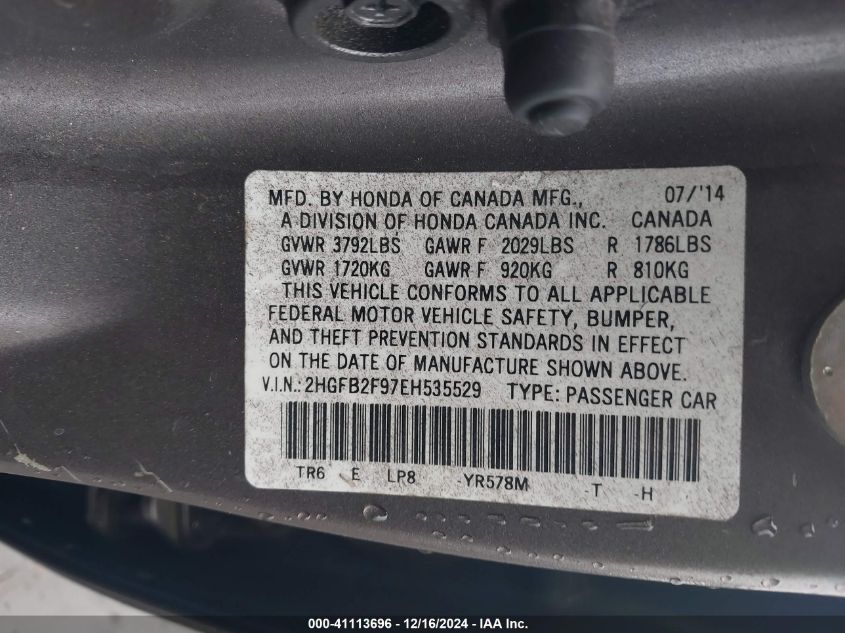 MFD. BY HONDA OF CANADA MFG., 07/'14
A DIVISION OF HONDA CANADA INC. CANADA
GVWR 3792LBS GAWR F 2029LBS R 1786LBS
GVWR 1720KG GAWR F 920KG R 810KG
THIS VEHICLE CONFORMS TO ALL APPLICABLE
FEDERAL MOTOR VEHICLE SAFETY, BUMPER,
AND THEFT PREVENTION STANDARDS IN EFFECT
ON THE DATE OF MANUFACTURE SHOWN ABOVE.
V.I.N.: 2HGFB2F97EH535529 TYPE: PASSENGER CAR
TR6 E LP8 -YR578M -T -H
000-41113696 - 12/16/2024 - IAA Inc.